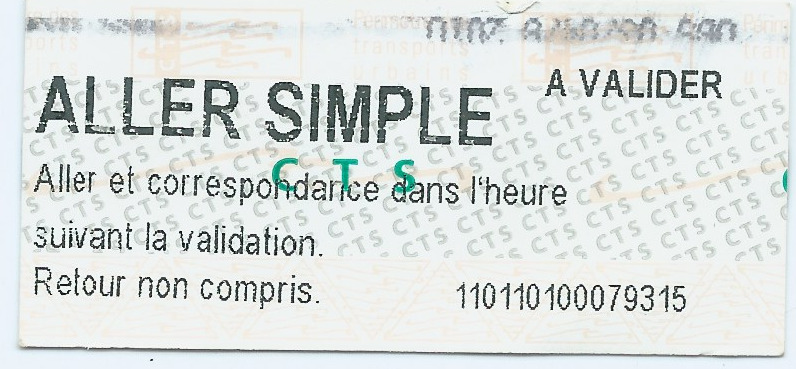 A VALIDER
ALLER SIMPLE
CTS
Aller et correspondance dans l'heure
suivant la validation.
Retour non compris.
110110100079315